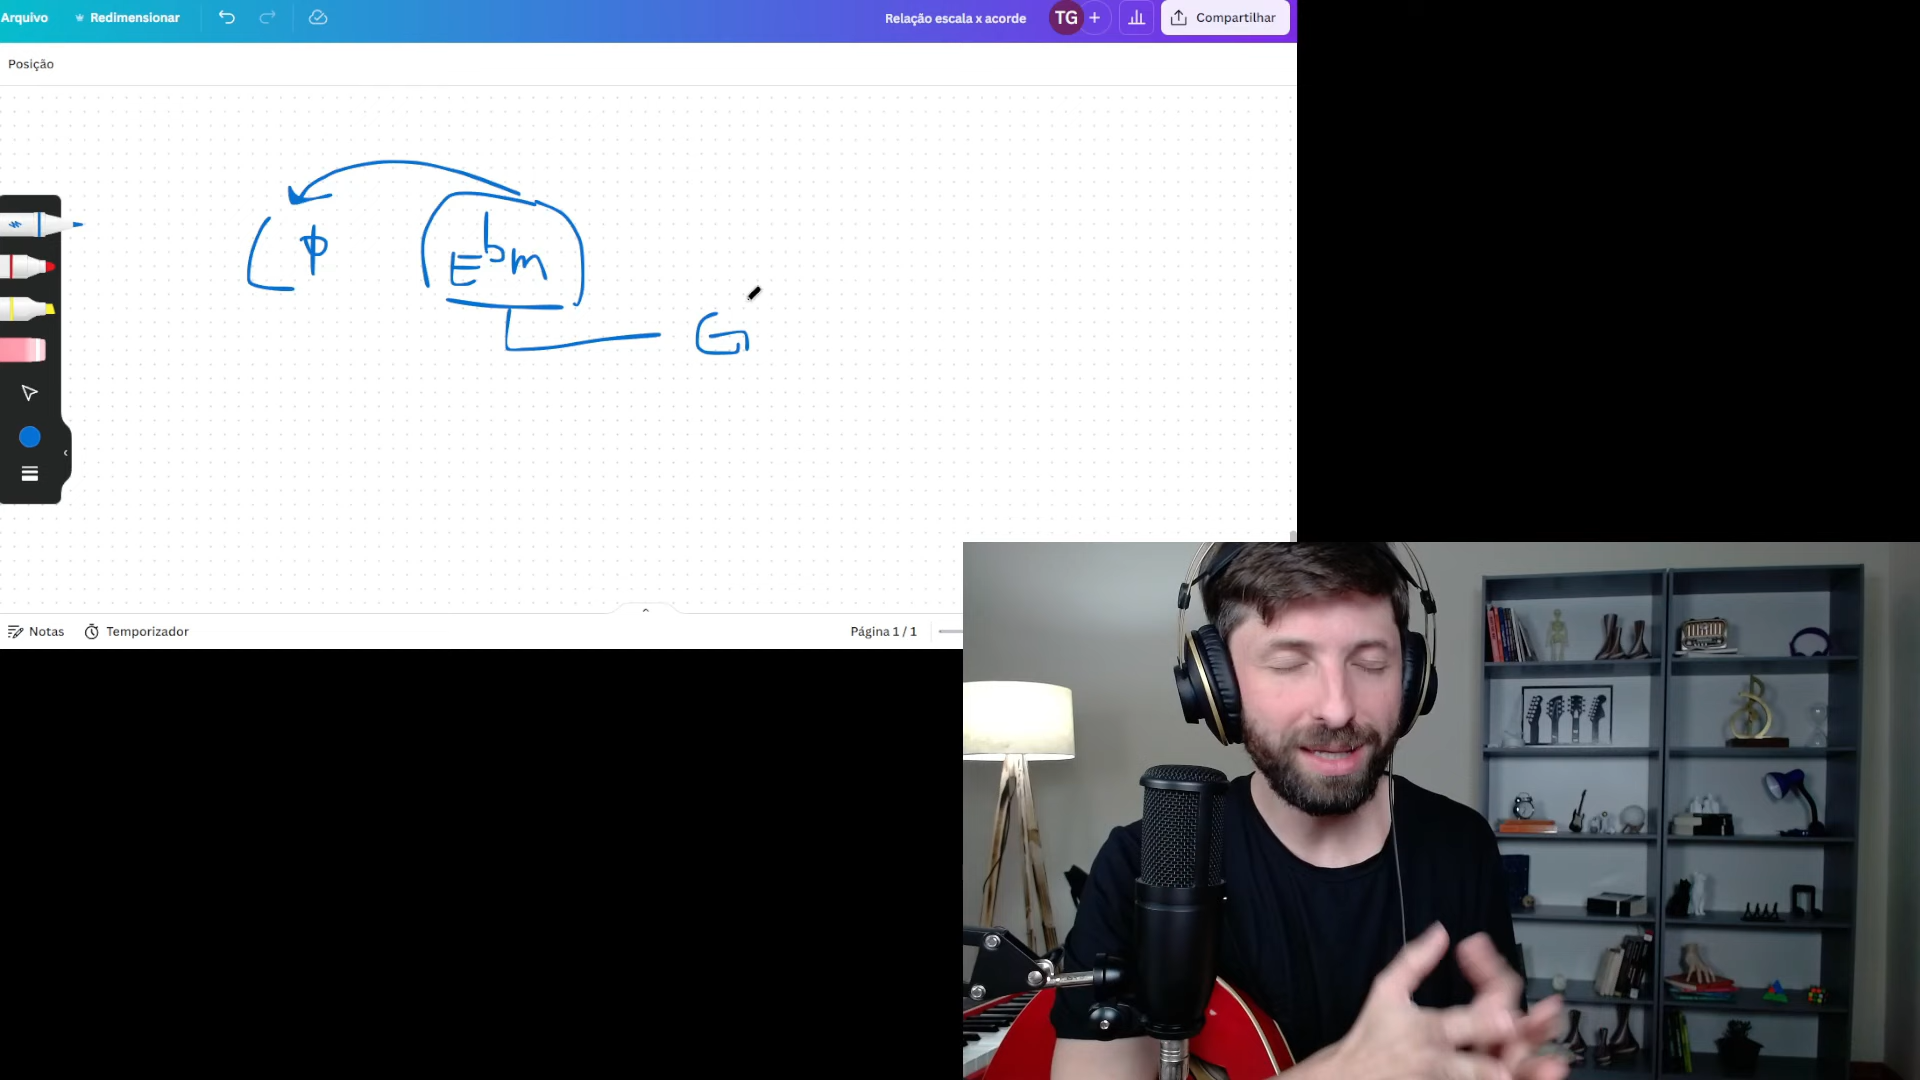 Arquivo
Redimensionar
Relação escala x acorde
TG
+
Compartilhar
Posição
E♭m
G
Notas
Temporizador
Página 1 / 1